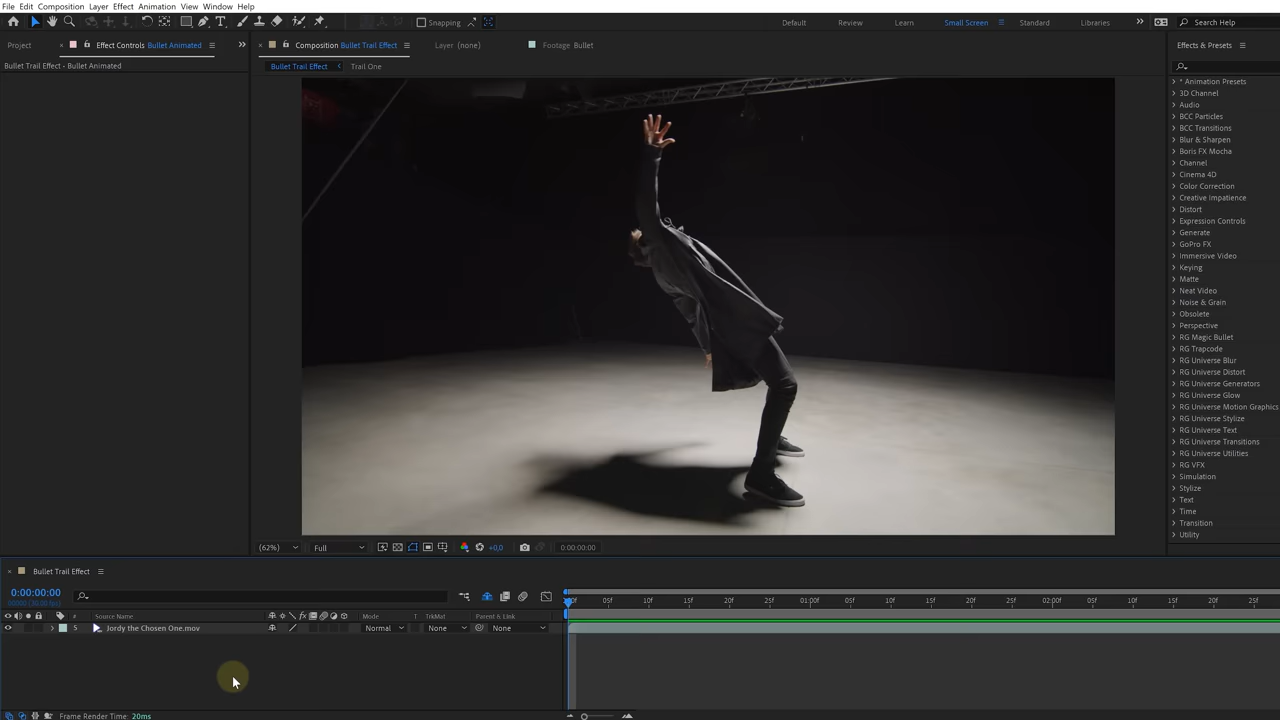 File Edit Composition Layer Effect Animation View Window Help
Snapping
Default Review Learn Small Screen Standard Libraries
Search Help
Project
Effect Controls Bullet Animated
Composition Bullet Trail Effect
Layer (none)
Footage Bullet
Effects & Presets
Bullet Trail Effect • Bullet Animated
Bullet Trail Effect
Trail One
* Animation Presets
3D Channel
Audio
BCC Particles
BCC Transitions
Blur & Sharpen
Boris FX Mocha
Channel
Cinema 4D
Color Correction
Creative Impatience
Distort
Expression Controls
Generate
GoPro FX
Immersive Video
Keying
Matte
Neat Video
Noise & Grain
Obsolete
Perspective
RG Magic Bullet
RG Trapcode
RG Universe Blur
RG Universe Distort
RG Universe Generators
RG Universe Glow
RG Universe Motion Graphics
RG Universe Stylize
RG Universe Text
RG Universe Transitions
RG Universe Utilities
RG VFX
Simulation
Stylize
Text
Time
Transition
Utility
(62%) Full +0,0 0:00:00:00
Bullet Trail Effect
0:00:00:00
00000 (30.00 fps)
05f 10f 15f 20f 25f 01:00f 05f 10f 15f 20f 25f 02:00f 05f 10f 15f 20f 25f
# Source Name Mode T TrkMat Parent & Link
5 Jordy the Chosen One.mov Normal None None
Frame Render Time: 20ms